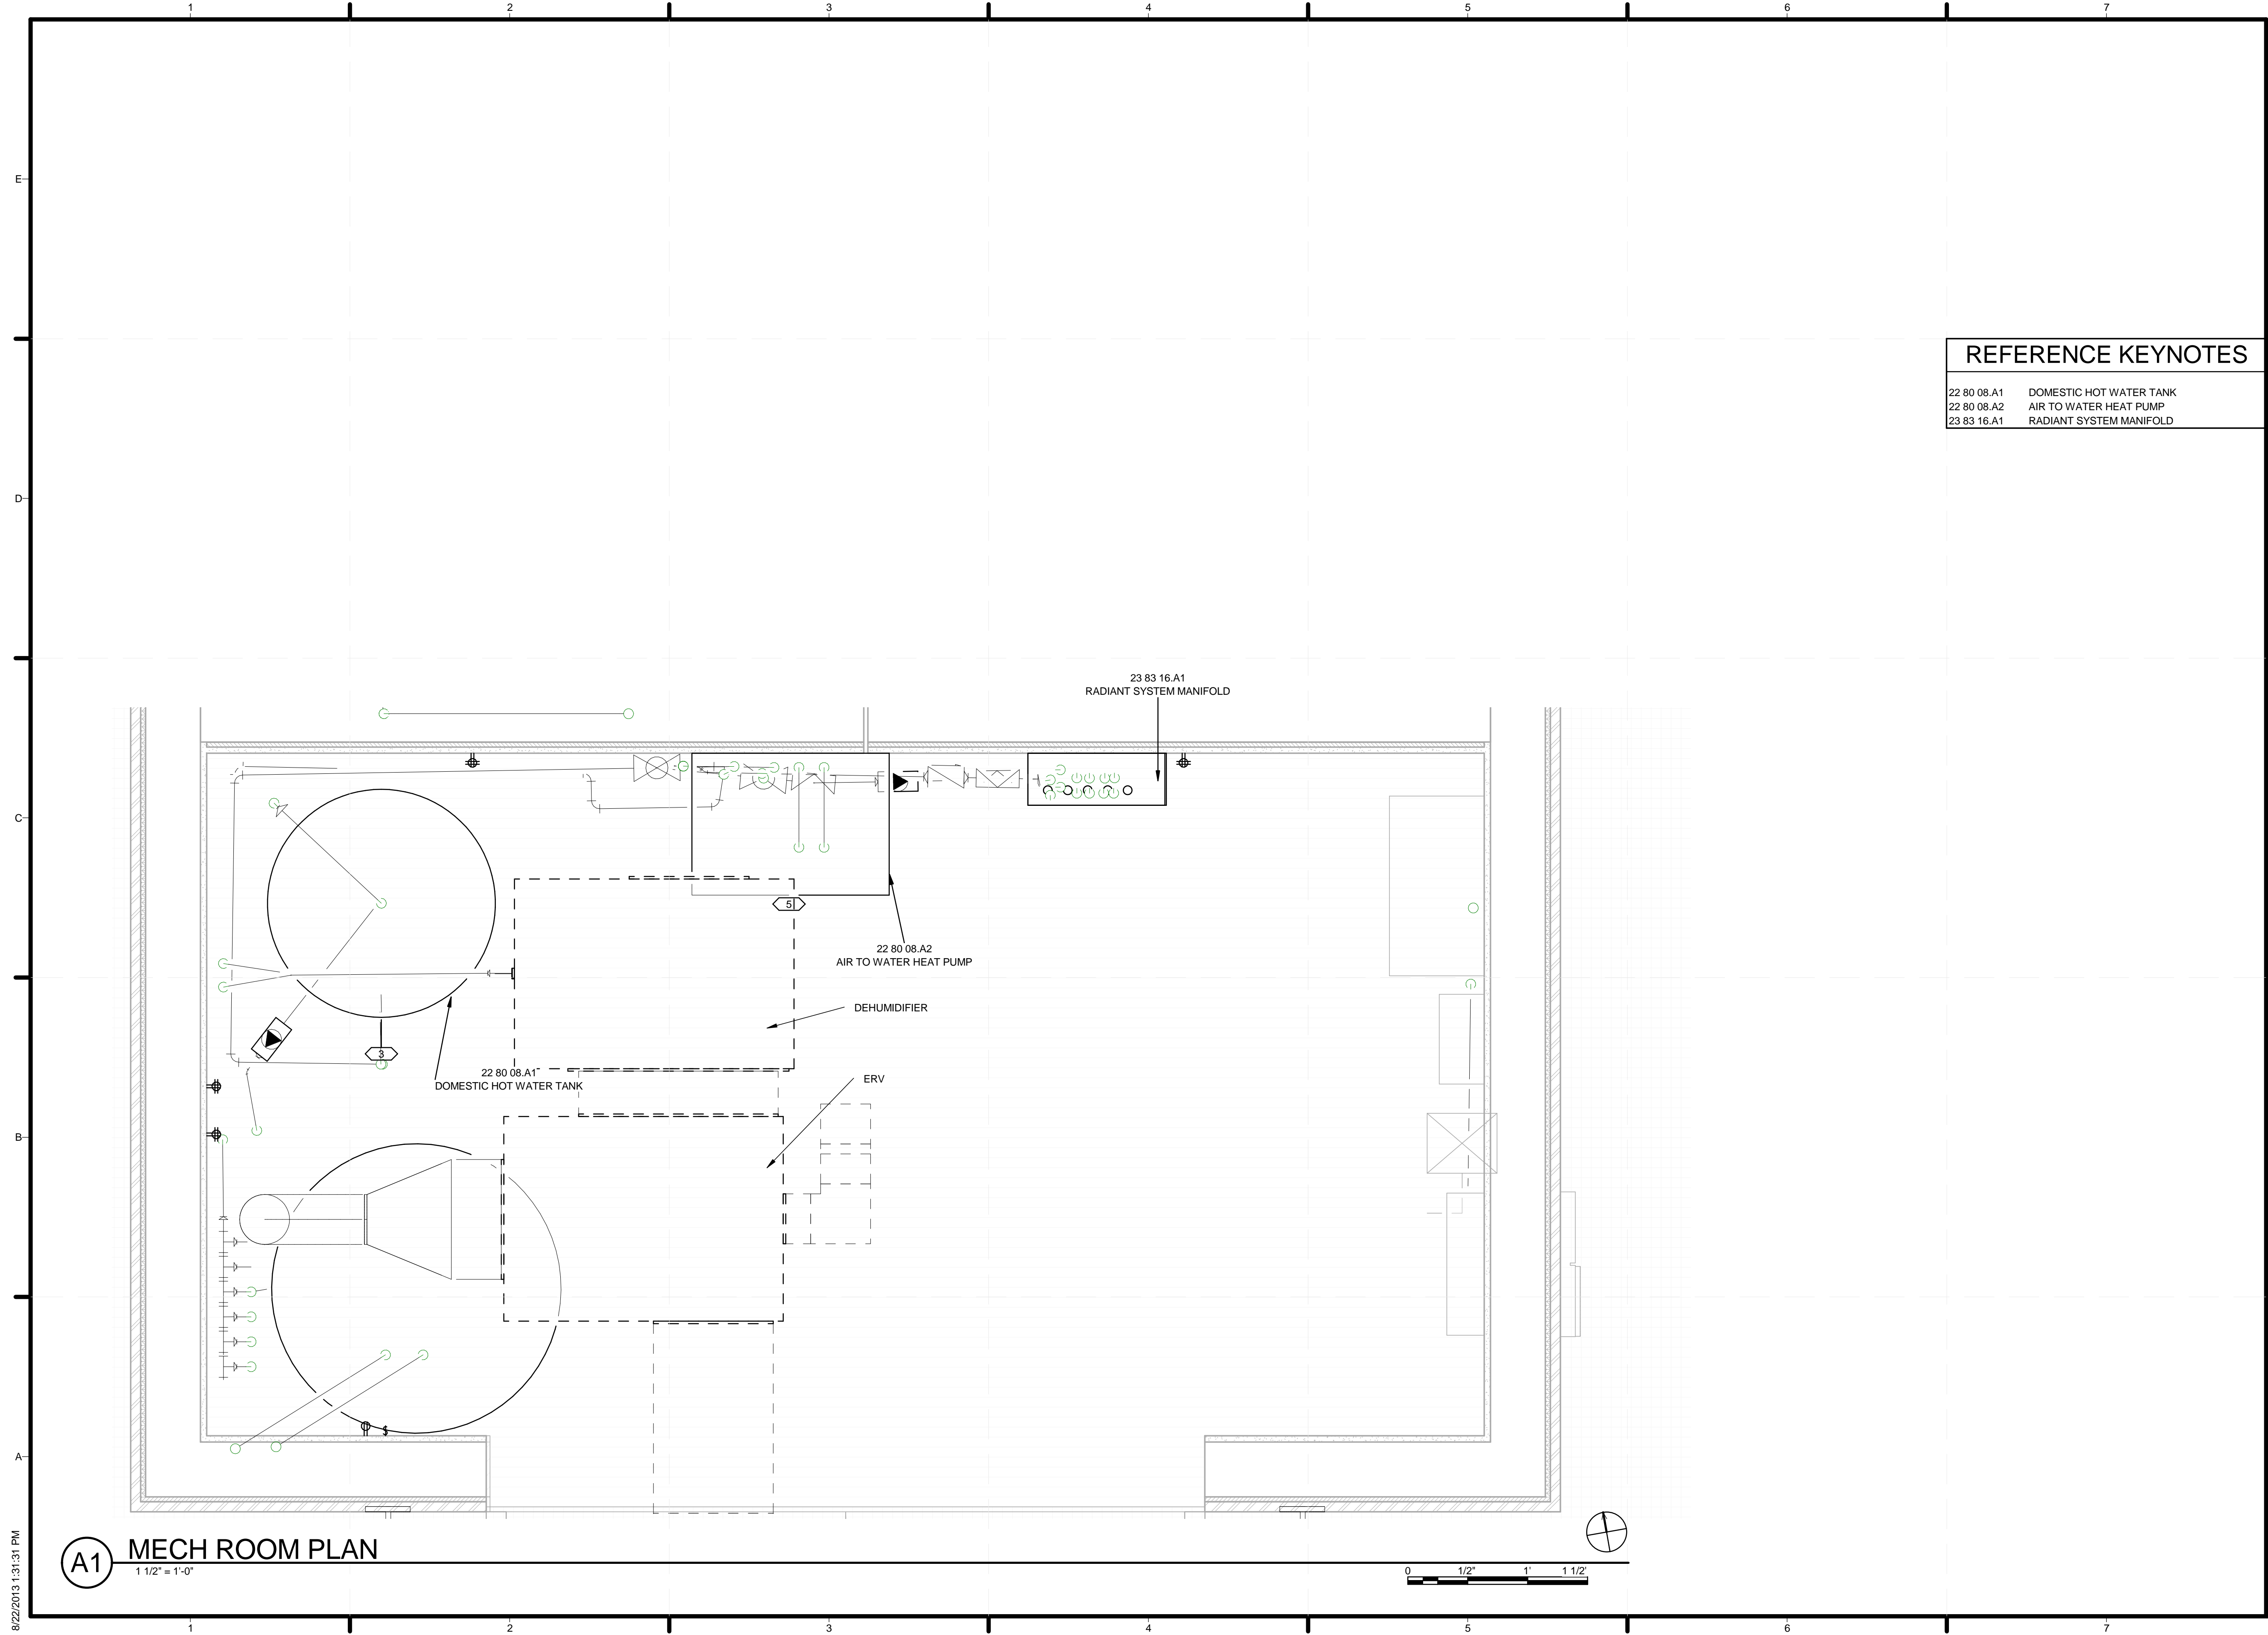 1 2 3 4 5 6 7
E
REFERENCE KEYNOTES
22 80 08.A1 DOMESTIC HOT WATER TANK
22 80 08.A2 AIR TO WATER HEAT PUMP
23 83 16.A1 RADIANT SYSTEM MANIFOLD
D
23 83 16.A1
RADIANT SYSTEM MANIFOLD
C
5
22 80 08.A2
AIR TO WATER HEAT PUMP
DEHUMIDIFIER
3
22 80 08.A1
DOMESTIC HOT WATER TANK
ERV
B
$
A
A1
MECH ROOM PLAN
1 1/2" = 1'-0"
0 1/2" 1' 1 1/2'
8/22/2013 1:31:31 PM
1 2 3 4 5 6 7